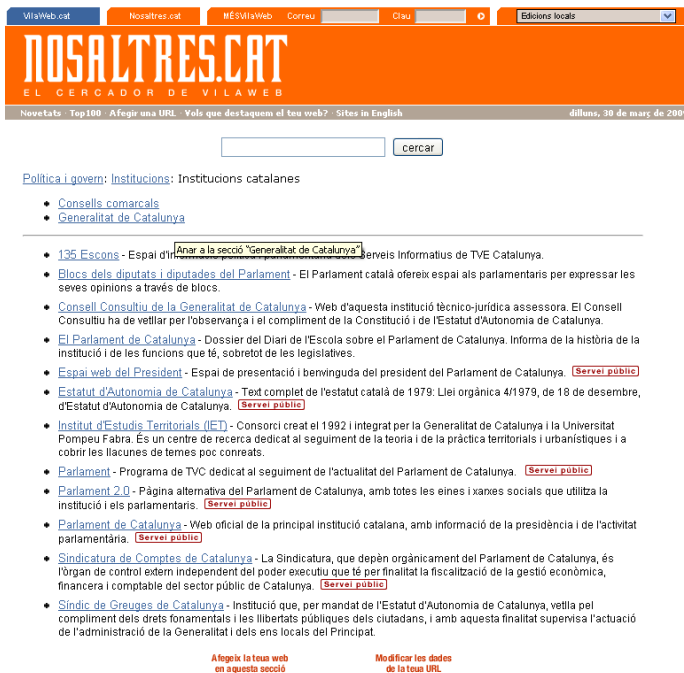 VilaWeb.cat
Nosaltres.cat
MÉSVilaWeb Correu Clau
Edicions locals
NOSALTRES.CAT
EL CERCADOR DE VILAWEB
Novetats · Top100 · Afegir una URL · Vols que destaquem el teu web? · Sites in English
dilluns, 30 de març de 2009
cercar
Política i govern: Institucions: Institucions catalanes
Consells comarcals
Generalitat de Catalunya
Anar a la secció "Generalitat de Catalunya"
135 Escons - Espai d'informació política i parlamentària dels Serveis Informatius de TVE Catalunya.
Blocs dels diputats i diputades del Parlament - El Parlament català ofereix espai als parlamentaris per expressar les
seves opinions a través de blocs.
Consell Consultiu de la Generalitat de Catalunya - Web d'aquesta institució tècnico-jurídica assessora. El Consell
Consultiu ha de vetllar per l'observança i el compliment de la Constitució i de l'Estatut d'Autonomia de Catalunya.
El Parlament de Catalunya - Dossier del Diari de l'Escola sobre el Parlament de Catalunya. Informa de la història de la
institució i de les funcions que té, sobretot de les legislatives.
Espai web del President - Espai de presentació i benvinguda del president del Parlament de Catalunya. Servei públic
Estatut d'Autonomia de Catalunya - Text complet de l'estatut català de 1979: Llei orgànica 4/1979, de 18 de desembre,
d'Estatut d'Autonomia de Catalunya. Servei públic
Institut d'Estudis Territorials (IET) - Consorci creat el 1992 i integrat per la Generalitat de Catalunya i la Universitat
Pompeu Fabra. És un centre de recerca dedicat al seguiment de la teoria i de la pràctica territorials i urbanístiques i a
cobrir les llacunes de temes poc conreats.
Parlament - Programa de TVC dedicat al seguiment de l'actualitat del Parlament de Catalunya. Servei públic
Parlament 2.0 - Pàgina alternativa del Parlament de Catalunya, amb totes les eines i xarxes socials que utilitza la
institució i els parlamentaris. Servei públic
Parlament de Catalunya - Web oficial de la principal institució catalana, amb informació de la presidència i de l'activitat
parlamentària. Servei públic
Sindicatura de Comptes de Catalunya - La Sindicatura, que depèn orgànicament del Parlament de Catalunya, és
l'òrgan de control extern independent del poder executiu que té per finalitat la fiscalització de la gestió econòmica,
financera i comptable del sector públic de Catalunya. Servei públic
Síndic de Greuges de Catalunya - Institució que, per mandat de l'Estatut d'Autonomia de Catalunya, vetlla pel
compliment dels drets fonamentals i les llibertats públiques dels ciutadans, i amb aquesta finalitat supervisa l'actuació
de l'administració de la Generalitat i dels ens locals del Principat.
Afegeix la teua web
en aquesta secció
Modificar les dades
de la teua URL